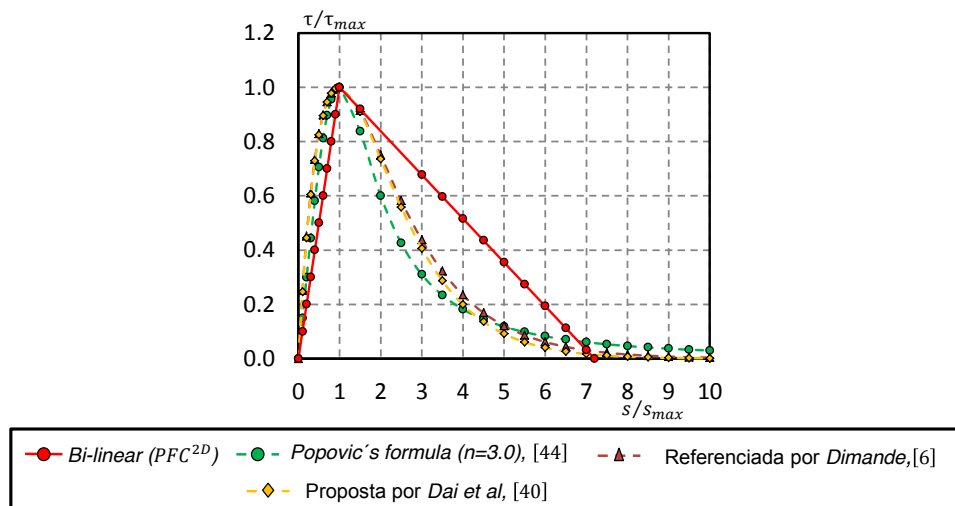 τ/τmax
1.2
1.0
0.8
0.6
0.4
0.2
0.0
0 1 2 3 4 5 6 7 8 9 10
s/smax
Bi-linear (PFC2D) Popovic´s formula (n=3.0), [44] Referenciada por Dimande,[6]
Proposta por Dai et al, [40]